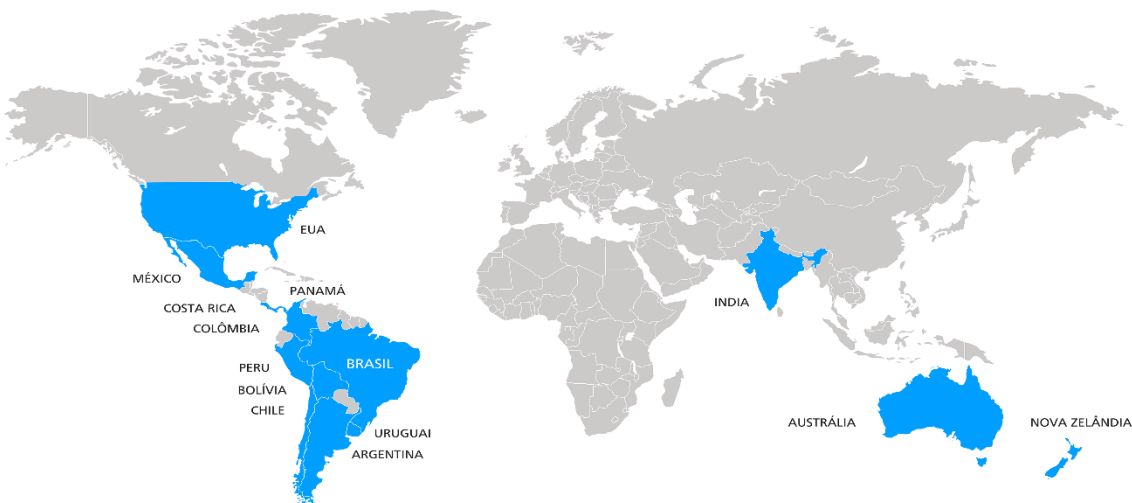 EUA
MÉXICO
PANAMÁ
COSTA RICA
COLÔMBIA
INDIA
BRASIL
PERU
BOLÍVIA
CHILE
URUGUAI
ARGENTINA
AUSTRÁLIA
NOVA ZELÂNDIA